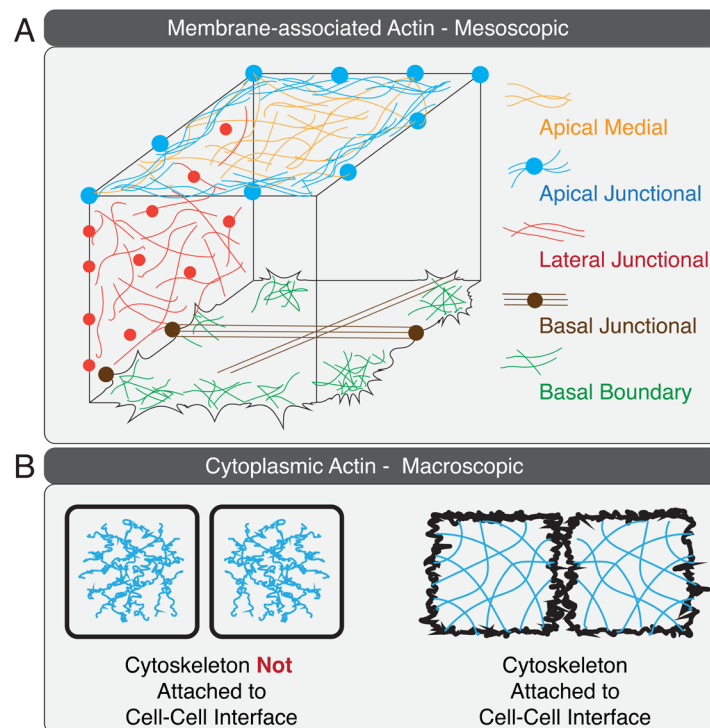 A
Membrane-associated Actin - Mesoscopic
Apical Medial
Apical Junctional
Lateral Junctional
Basal Junctional
Basal Boundary
B
Cytoplasmic Actin -  Macroscopic
Cytoskeleton Not
Attached to
Cell-Cell Interface
Cytoskeleton
Attached to
Cell-Cell Interface